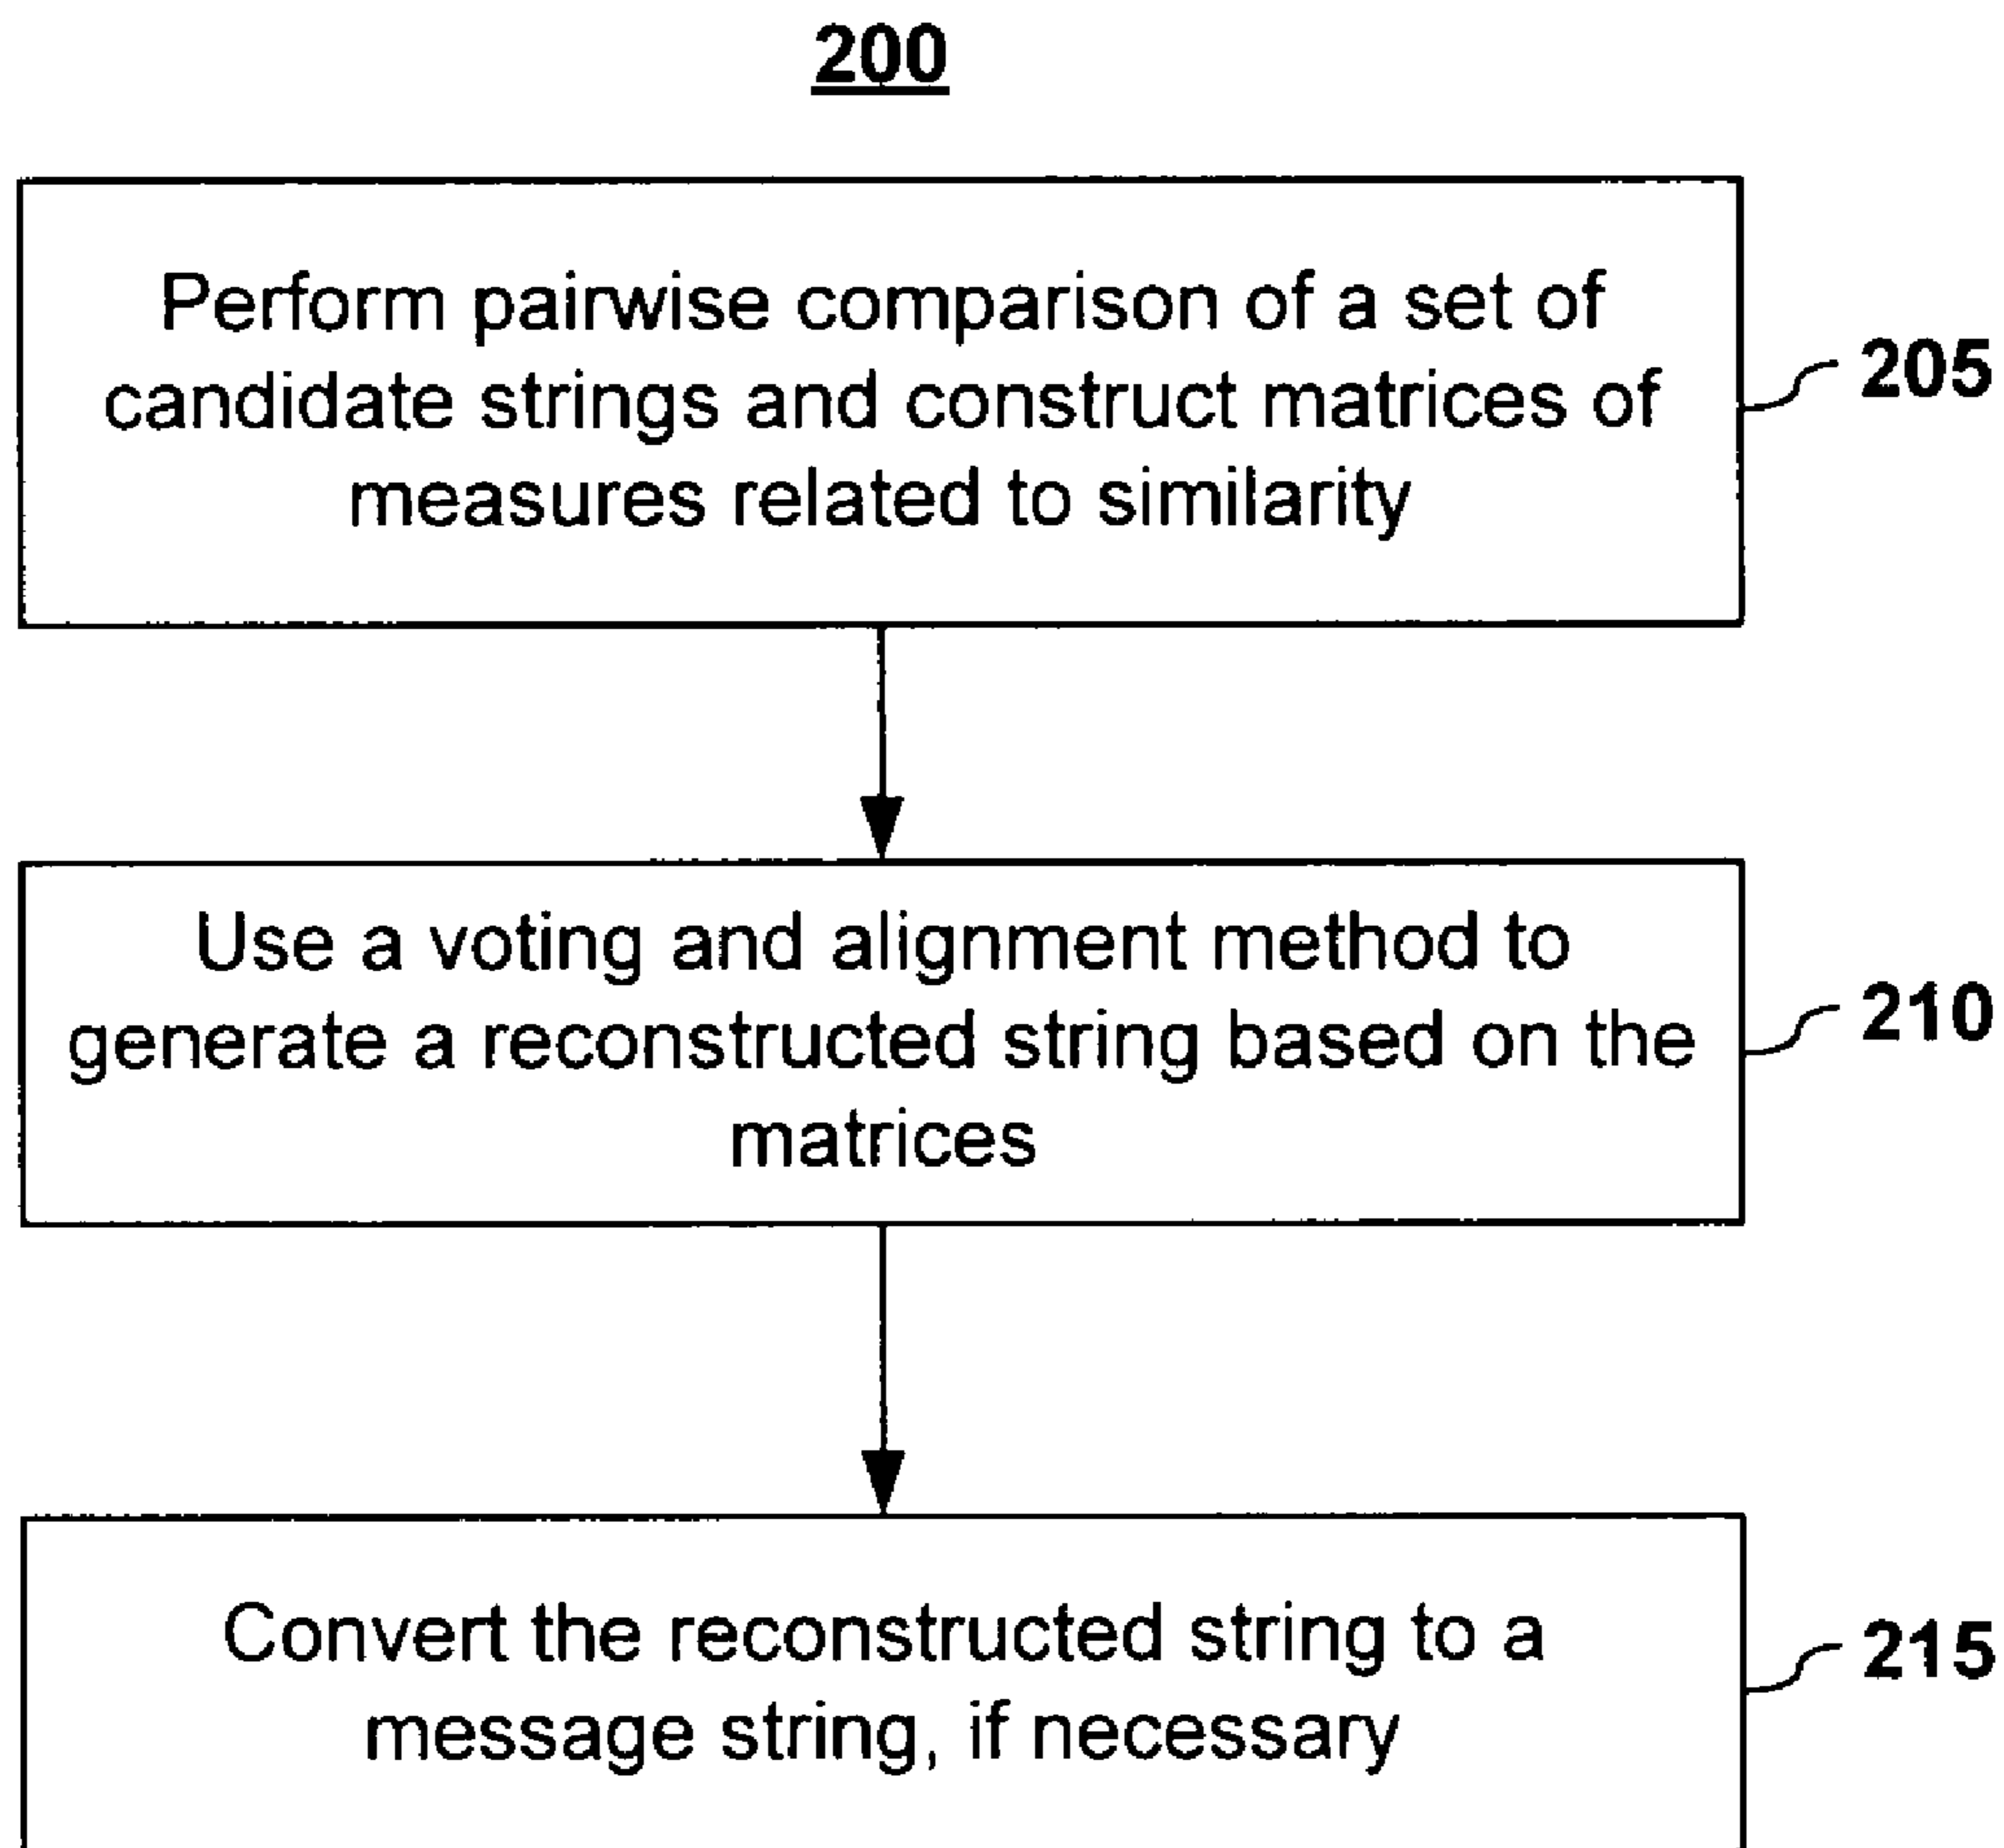 200
Perform pairwise comparison of a set of
candidate strings and construct matrices of
measures related to similarity
205
Use a voting and alignment method to
generate a reconstructed string based on the
matrices
210
Convert the reconstructed string to a
message string, if necessary
215